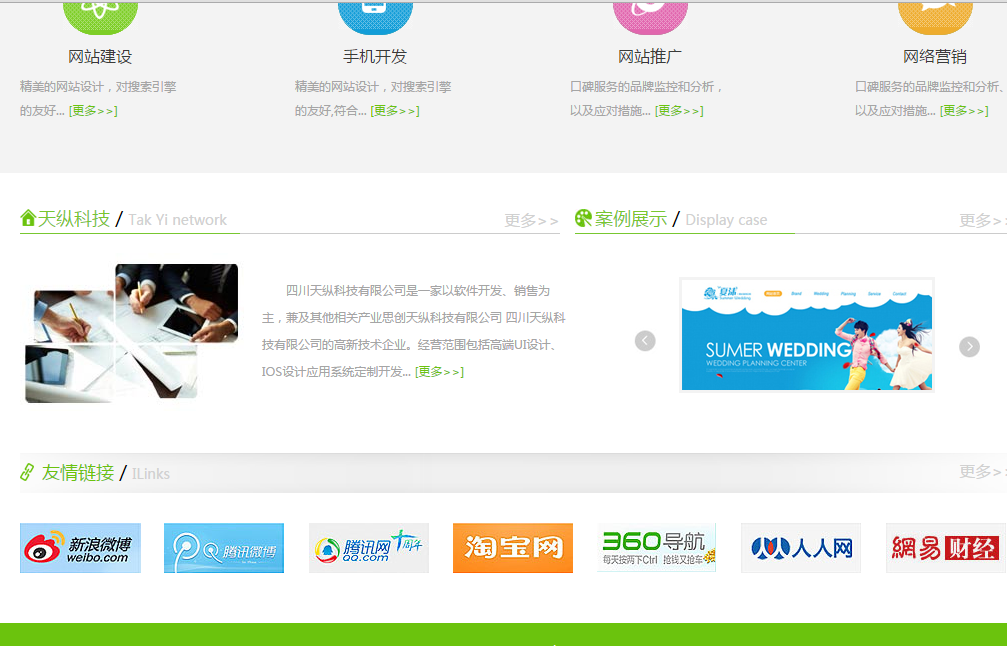 网站建设
手机开发
网站推广
网络营销
精美的网站设计，对搜索引擎
的友好... [更多>>]
精美的网站设计，对搜索引擎
的友好,符合... [更多>>]
口碑服务的品牌监控和分析，
以及应对措施... [更多>>]
口碑服务的品牌监控和分析、
以及应对措施... [更多>>]
天纵科技 / Tak Yi network
更多>>
案例展示 / Display case
更多>
四川天纵科技有限公司是一家以软件开发、销售为
主，兼及其他相关产业思创天纵科技有限公司 四川天纵科
技有限公司的高新技术企业。经营范围包括高端UI设计、
IOS设计应用系统定制开发... [更多>>]
夏球
Summer Wedding
Brand
Wedding
Planning
Service
Contact
SUMER WEDDING
WEDDING PLANNING CENTER
友情链接 / ILinks
更多>
新浪微博
weibo.com
腾讯微博
腾讯网 十周年
QQ.com
淘宝网
360导航
每天按两下Ctrl 抢钱又抢车
人人网
網易 财经